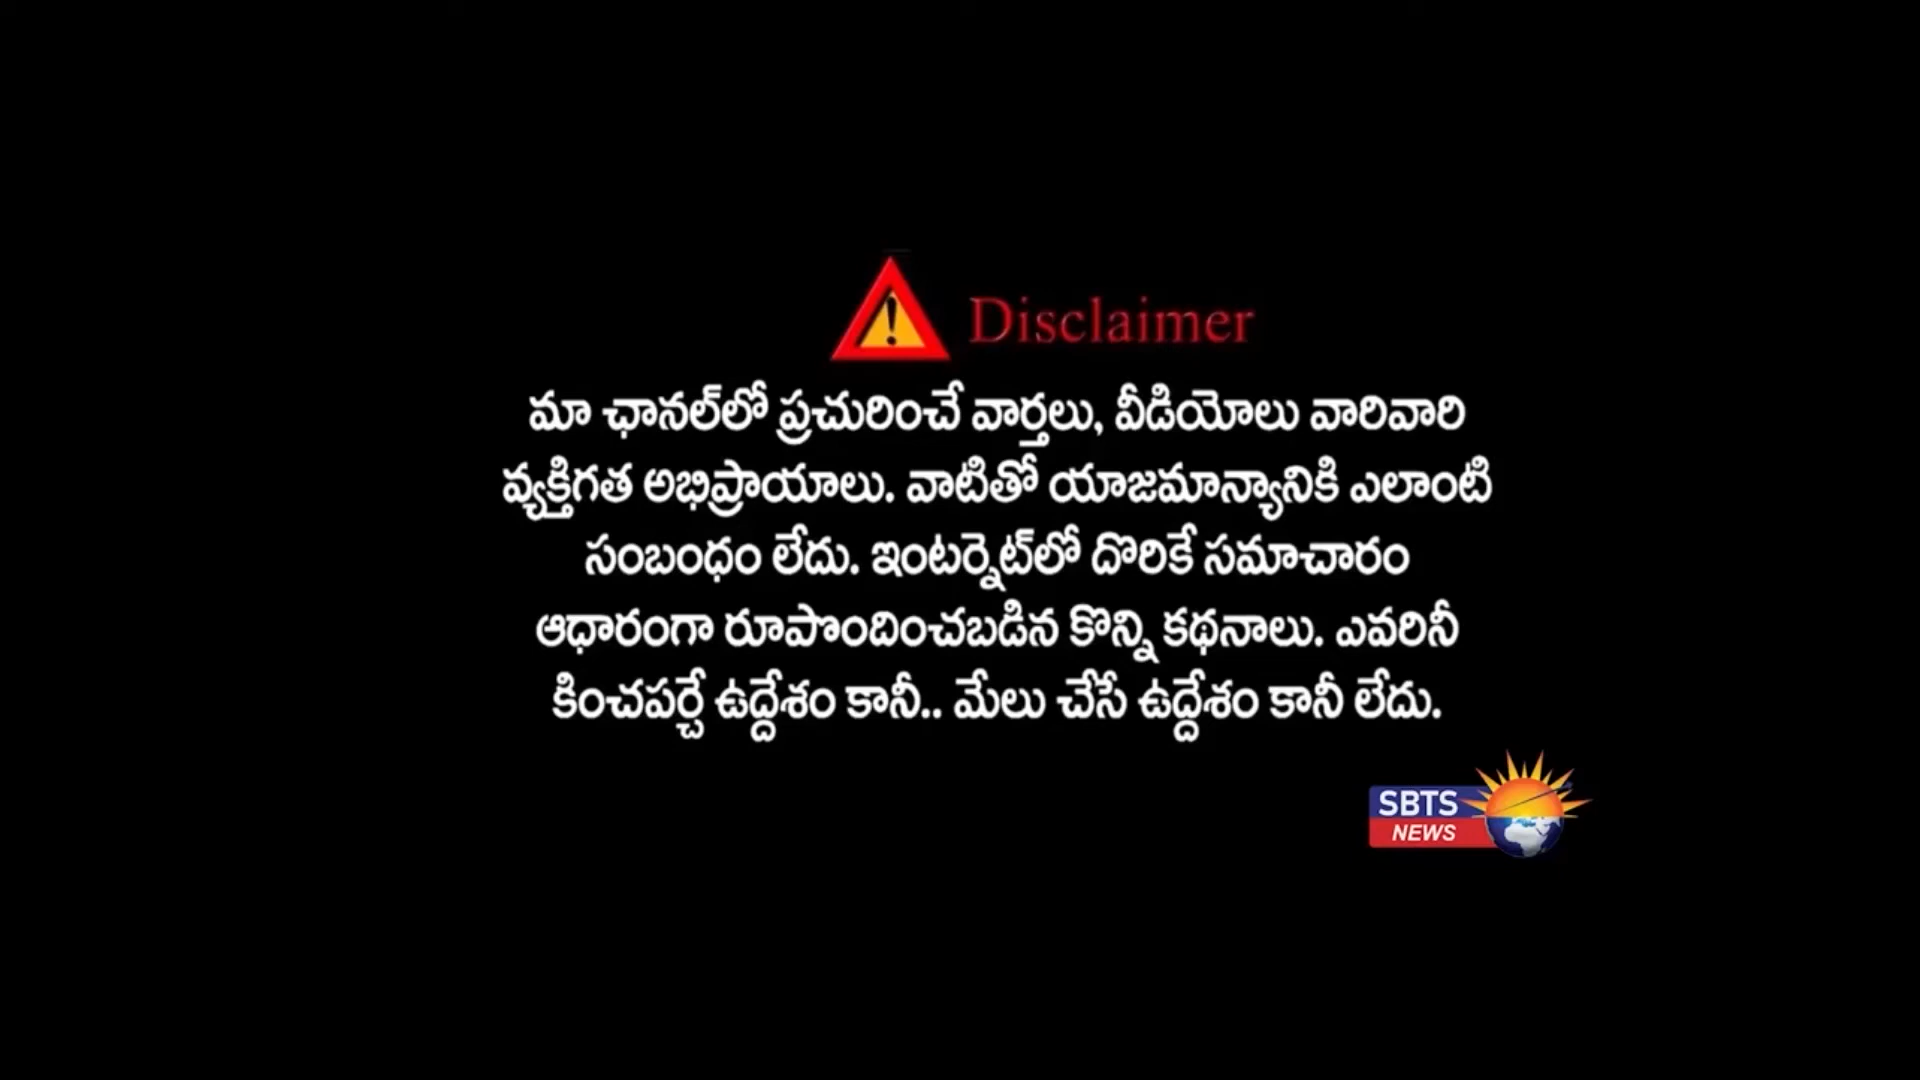 Disclaimer
మా ఛానల్‌లో ప్రచురించే వార్తలు, వీడియోలు వారివారి
వ్యక్తిగత అభిప్రాయాలు. వాటితో యాజమాన్యానికి ఎలాంటి
సంబంధం లేదు. ఇంటర్నెట్‌లో దొరికే సమాచారం
ఆధారంగా రూపొందించబడిన కొన్ని కథనాలు. ఎవరినీ
కించపర్చే ఉద్దేశం కానీ.. మేలు చేసే ఉద్దేశం కానీ లేదు.
SBTS
NEWS